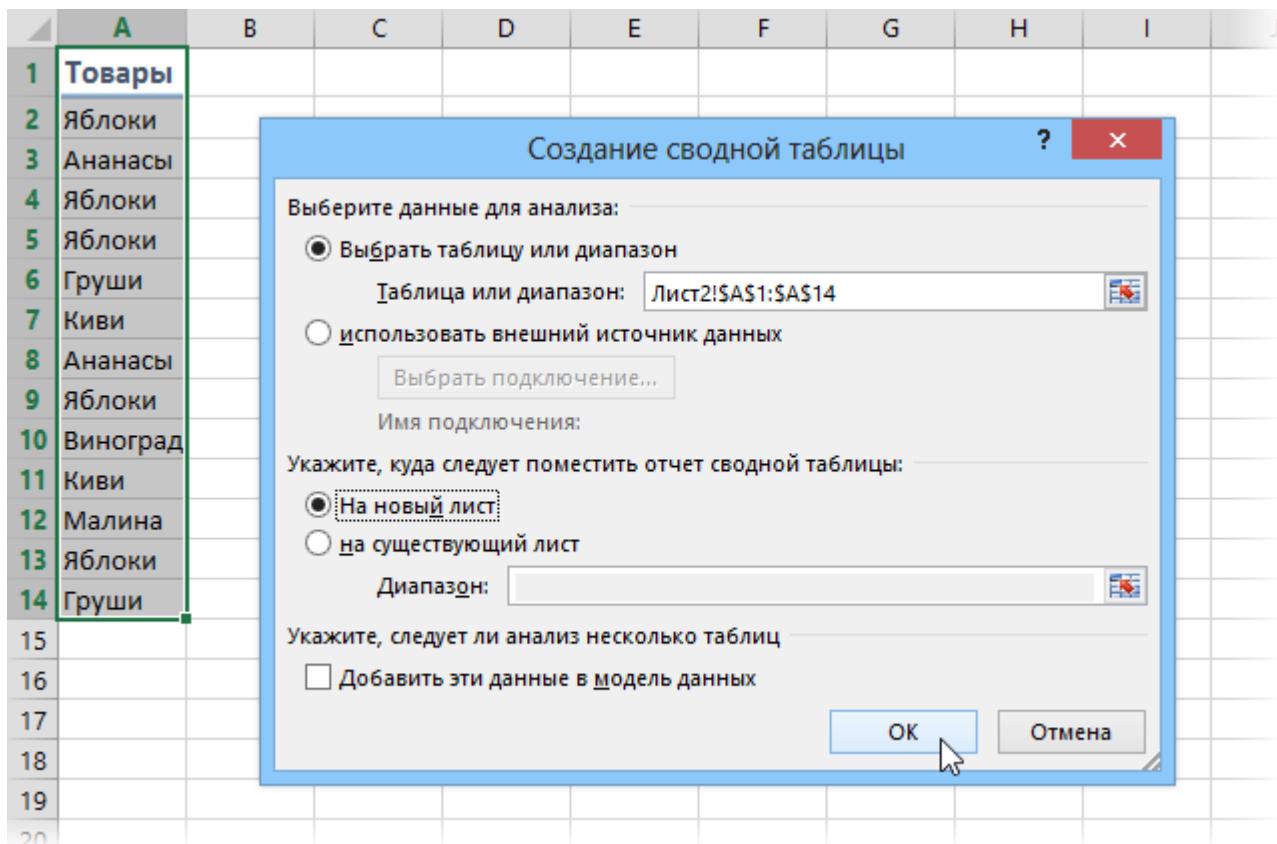 A B C D E F G H I
1 Товары
2 Яблоки
3 Ананасы
4 Яблоки
5 Яблоки
6 Груши
7 Киви
8 Ананасы
9 Яблоки
10 Виноград
11 Киви
12 Малина
13 Яблоки
14 Груши
15
16
17
18
19
20
Создание сводной таблицы ?
Выберите данные для анализа:
Выбрать таблицу или диапазон
Таблица или диапазон: Лист2!$A$1:$A$14
использовать внешний источник данных
Выбрать подключение...
Имя подключения:
Укажите, куда следует поместить отчет сводной таблицы:
На новый лист
на существующий лист
Диапазон:
Укажите, следует ли анализ несколько таблиц
Добавить эти данные в модель данных
ОК Отмена